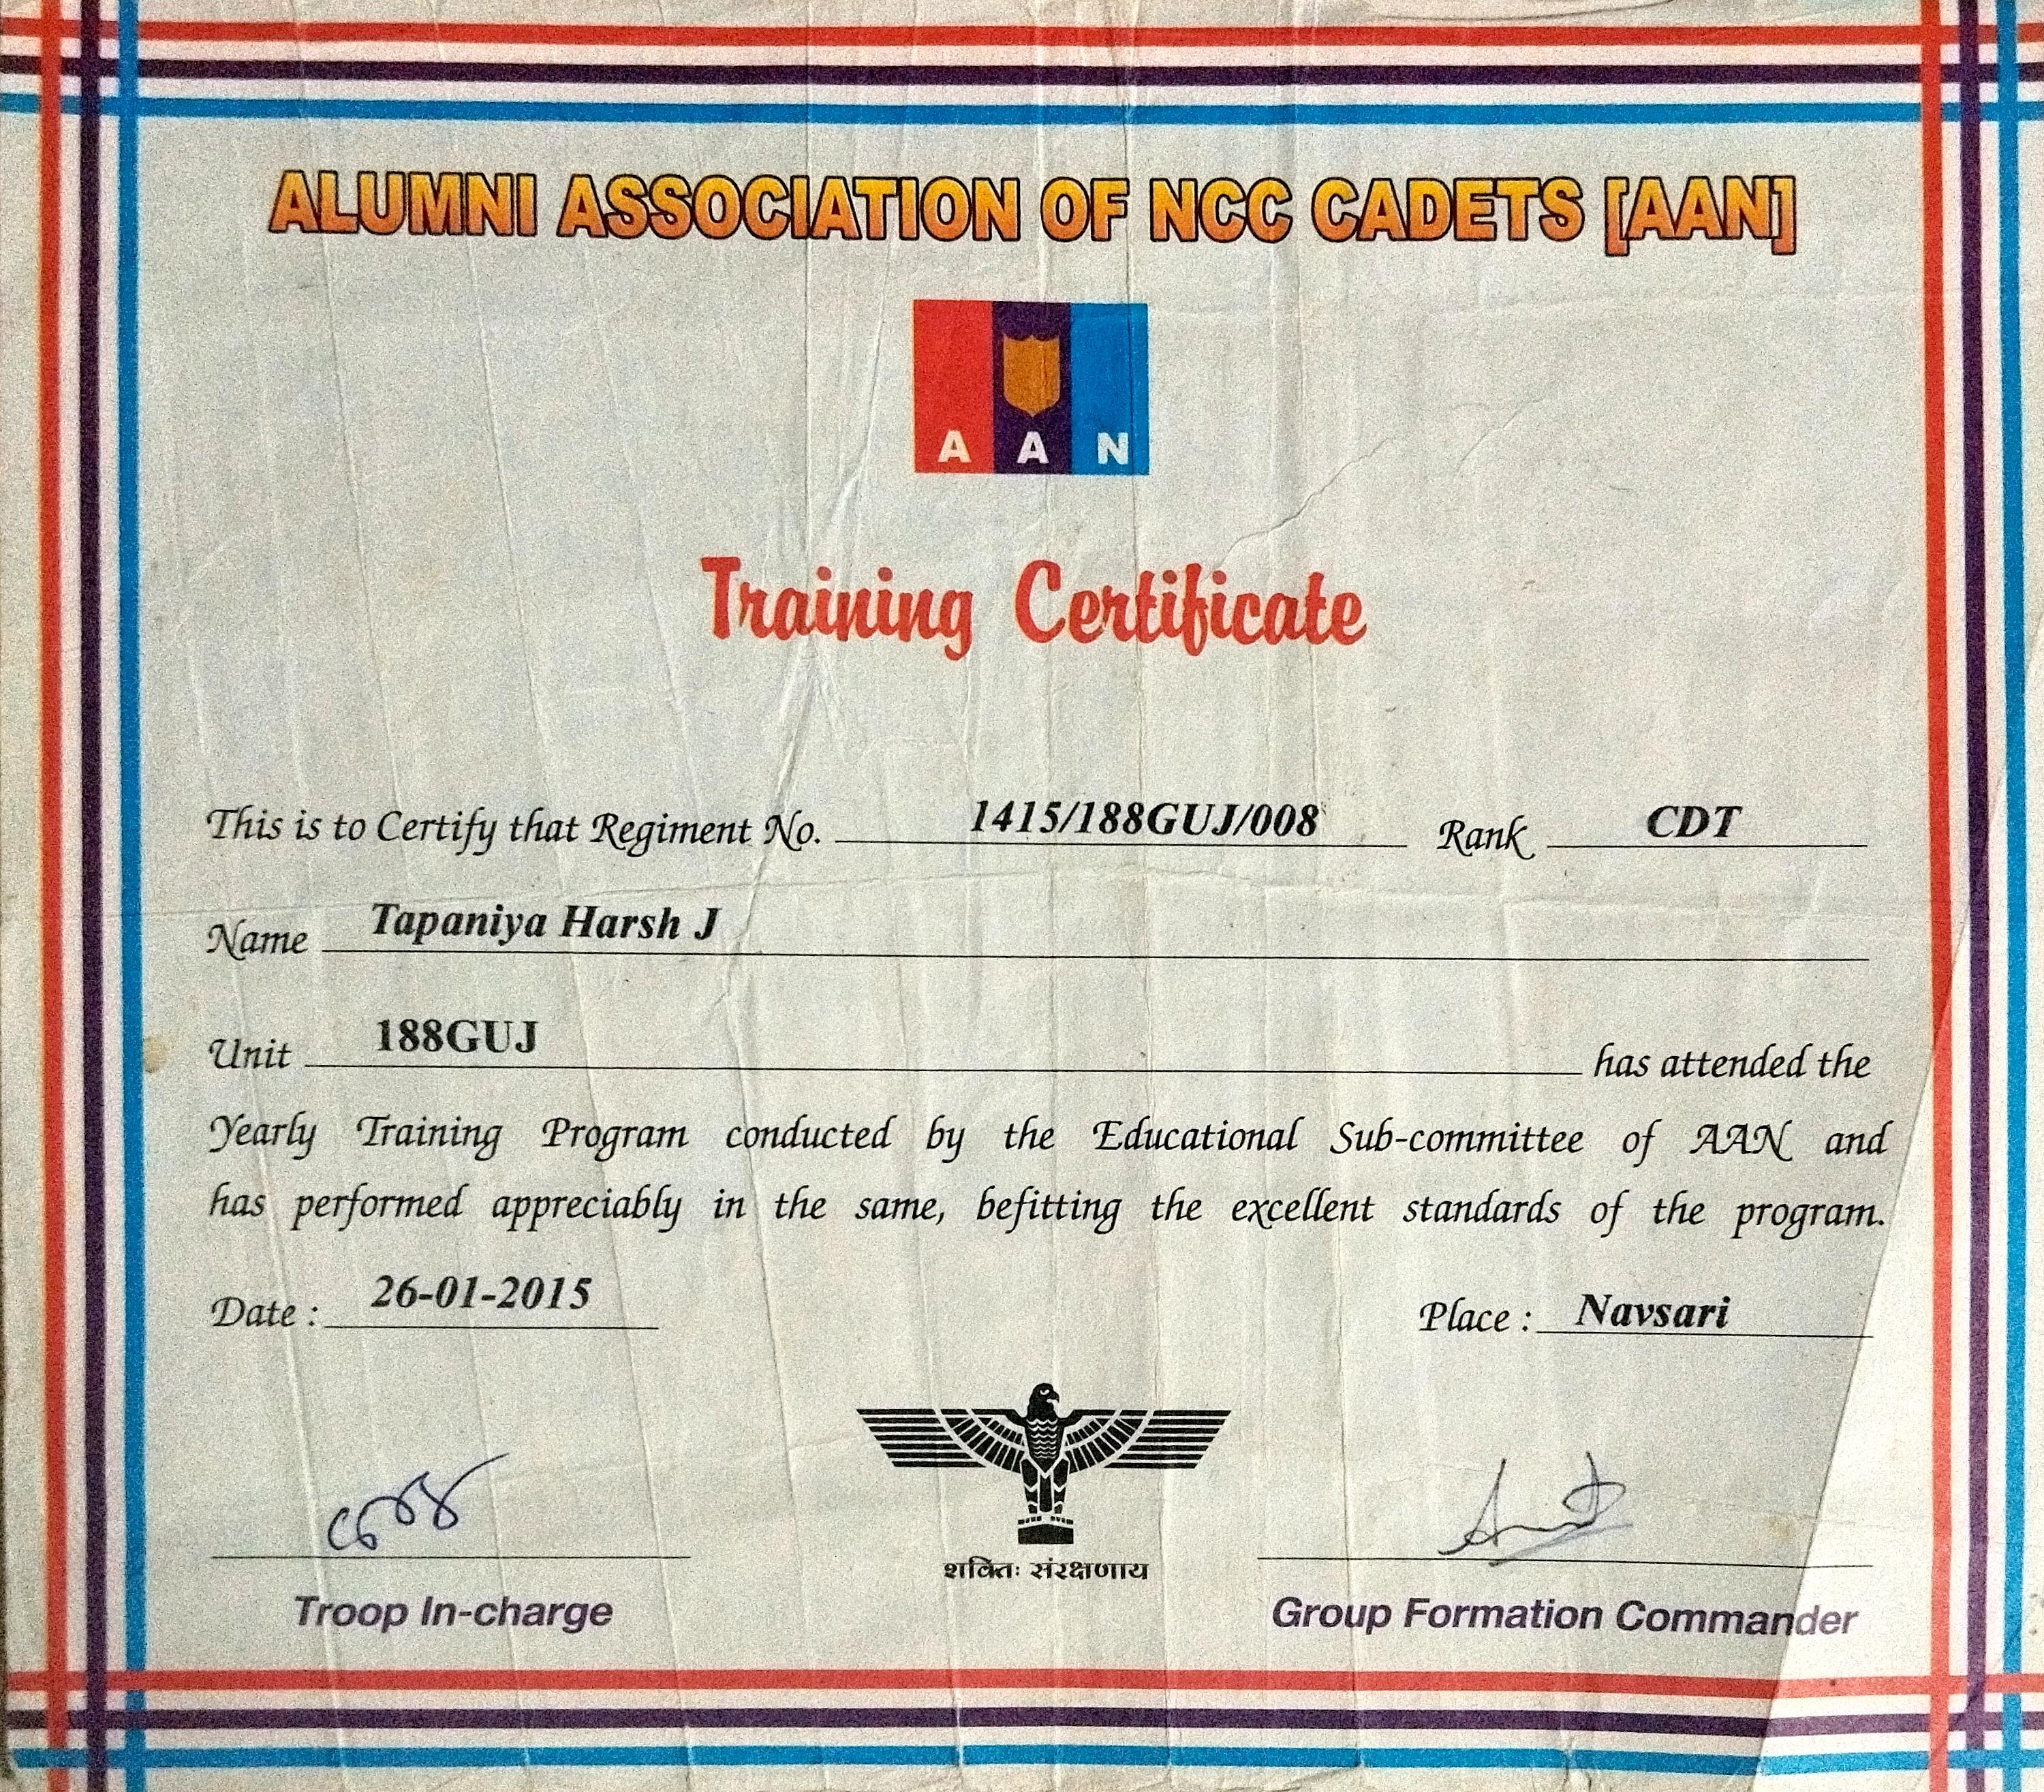 ALUMNI ASSOCIATION OF NCC CADETS [AAN]
A A N
Training Certificate
This is to Certify that Regiment No. 1415/188GUJ/008 Rank CDT
Name Tapaniya Harsh J
Unit 188GUJ has attended the
Yearly Training Program conducted by the Educational Sub-committee of AAN and
has performed appreciably in the same, befitting the excellent standards of the program.
Date : 26-01-2015 Place : Navsari
शक्तिः संरक्षणाय
Troop In-charge Group Formation Commander